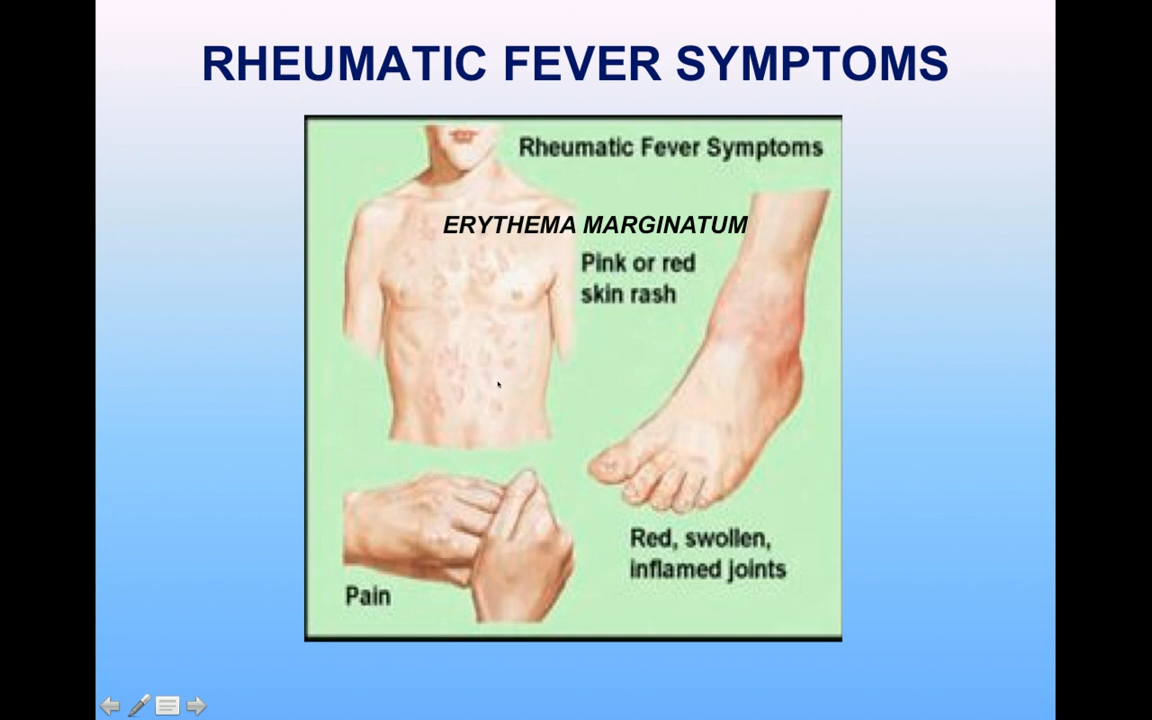 RHEUMATIC FEVER SYMPTOMS
Rheumatic Fever Symptoms
ERYTHEMA MARGINATUM
Pink or red
skin rash
Red, swollen,
inflamed joints
Pain